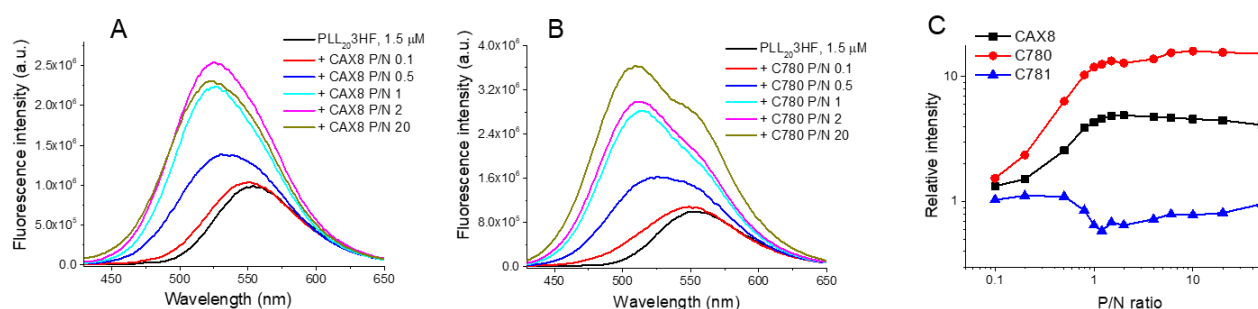 A
Fluorescence intensity (a.u.)
2.5x10⁶
2.0x10⁶
1.5x10⁶
1.0x10⁶
5.0x10⁵
0.0
450
500
550
600
650
Wavelength (nm)
PLL₂₀3HF, 1.5 μM
+ CAX8 P/N 0.1
+ CAX8 P/N 0.5
+ CAX8 P/N 1
+ CAX8 P/N 2
+ CAX8 P/N 20
B
Fluorescence intensity (a.u.)
4.0x10⁶
3.2x10⁶
2.4x10⁶
1.6x10⁶
8.0x10⁵
0.0
450
500
550
600
650
Wavelength (nm)
PLL₂₀3HF, 1.5 μM
+ C780 P/N 0.1
+ C780 P/N 0.5
+ C780 P/N 1
+ C780 P/N 2
+ C780 P/N 20
C
Relative intensity
10
1
0.1
1
10
P/N ratio
CAX8
C780
C781